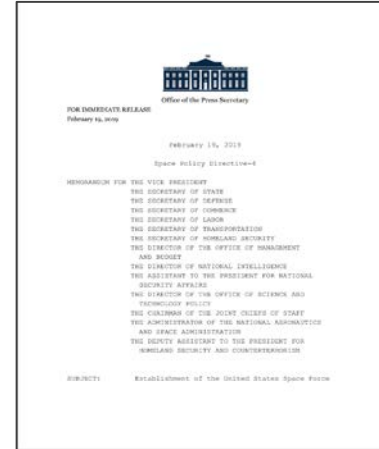 Office of the Press Secretary
FOR IMMEDIATE RELEASE
February 19, 2019
February 19, 2019
Space Policy Directive-4
MEMORANDUM FOR THE VICE PRESIDENT
THE SECRETARY OF STATE
THE SECRETARY OF DEFENSE
THE SECRETARY OF COMMERCE
THE SECRETARY OF LABOR
THE SECRETARY OF TRANSPORTATION
THE SECRETARY OF HOMELAND SECURITY
THE DIRECTOR OF THE OFFICE OF MANAGEMENT
AND BUDGET
THE DIRECTOR OF NATIONAL INTELLIGENCE
THE ASSISTANT TO THE PRESIDENT FOR NATIONAL
SECURITY AFFAIRS
THE DIRECTOR OF THE OFFICE OF SCIENCE AND
TECHNOLOGY POLICY
THE CHAIRMAN OF THE JOINT CHIEFS OF STAFF
THE ADMINISTRATOR OF THE NATIONAL AERONAUTICS
AND SPACE ADMINISTRATION
THE DEPUTY ASSISTANT TO THE PRESIDENT FOR
HOMELAND SECURITY AND COUNTERTERRORISM
SUBJECT: Establishment of the United States Space Force